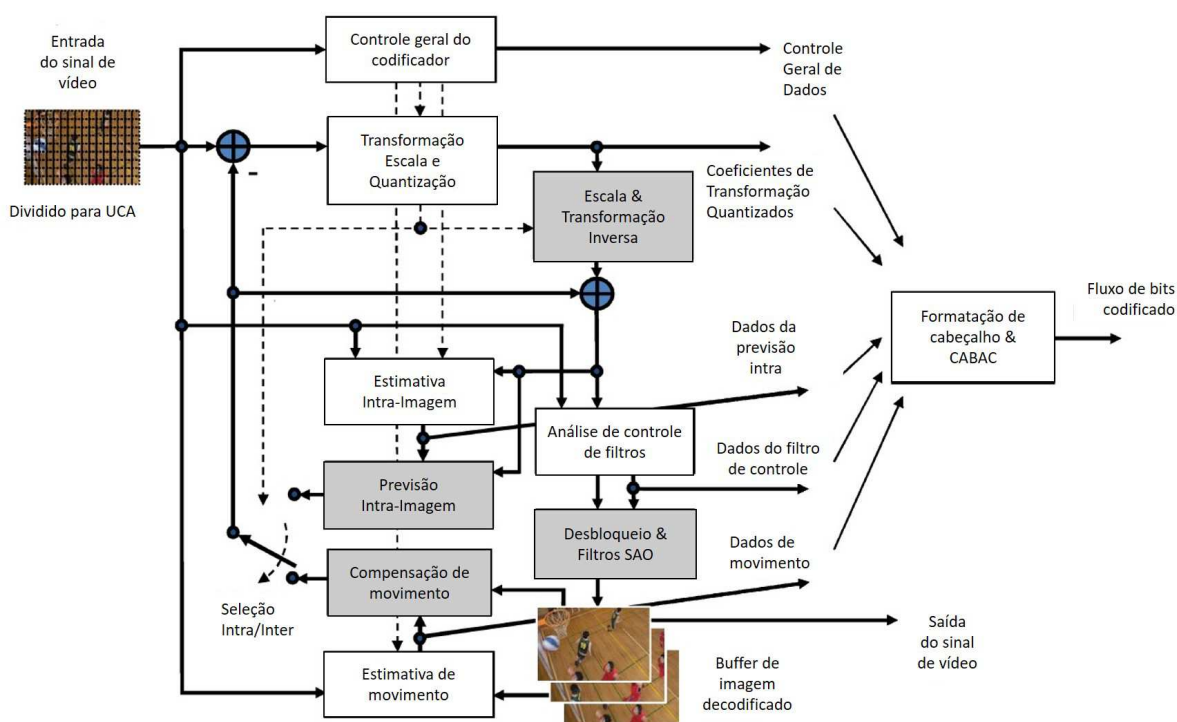 Entrada
do sinal de
vídeo
Dividido para UCA
Controle geral do
codificador
Transformação
Escala e
Quantização
-
Escala &
Transformação
Inversa
Estimativa
Intra-Imagem
Previsão
Intra-Imagem
Compensação de
movimento
Estimativa de
movimento
Seleção
Intra/Inter
Análise de controle
de filtros
Desbloqueio &
Filtros SAO
Buffer de
imagem
decodificado
Controle
Geral de
Dados
Coeficientes de
Transformação
Quantizados
Dados da
previsão
intra
Dados do filtro
de controle
Dados de
movimento
Formatação de
cabeçalho &
CABAC
Fluxo de bits
codificado
Saída
do sinal
de vídeo